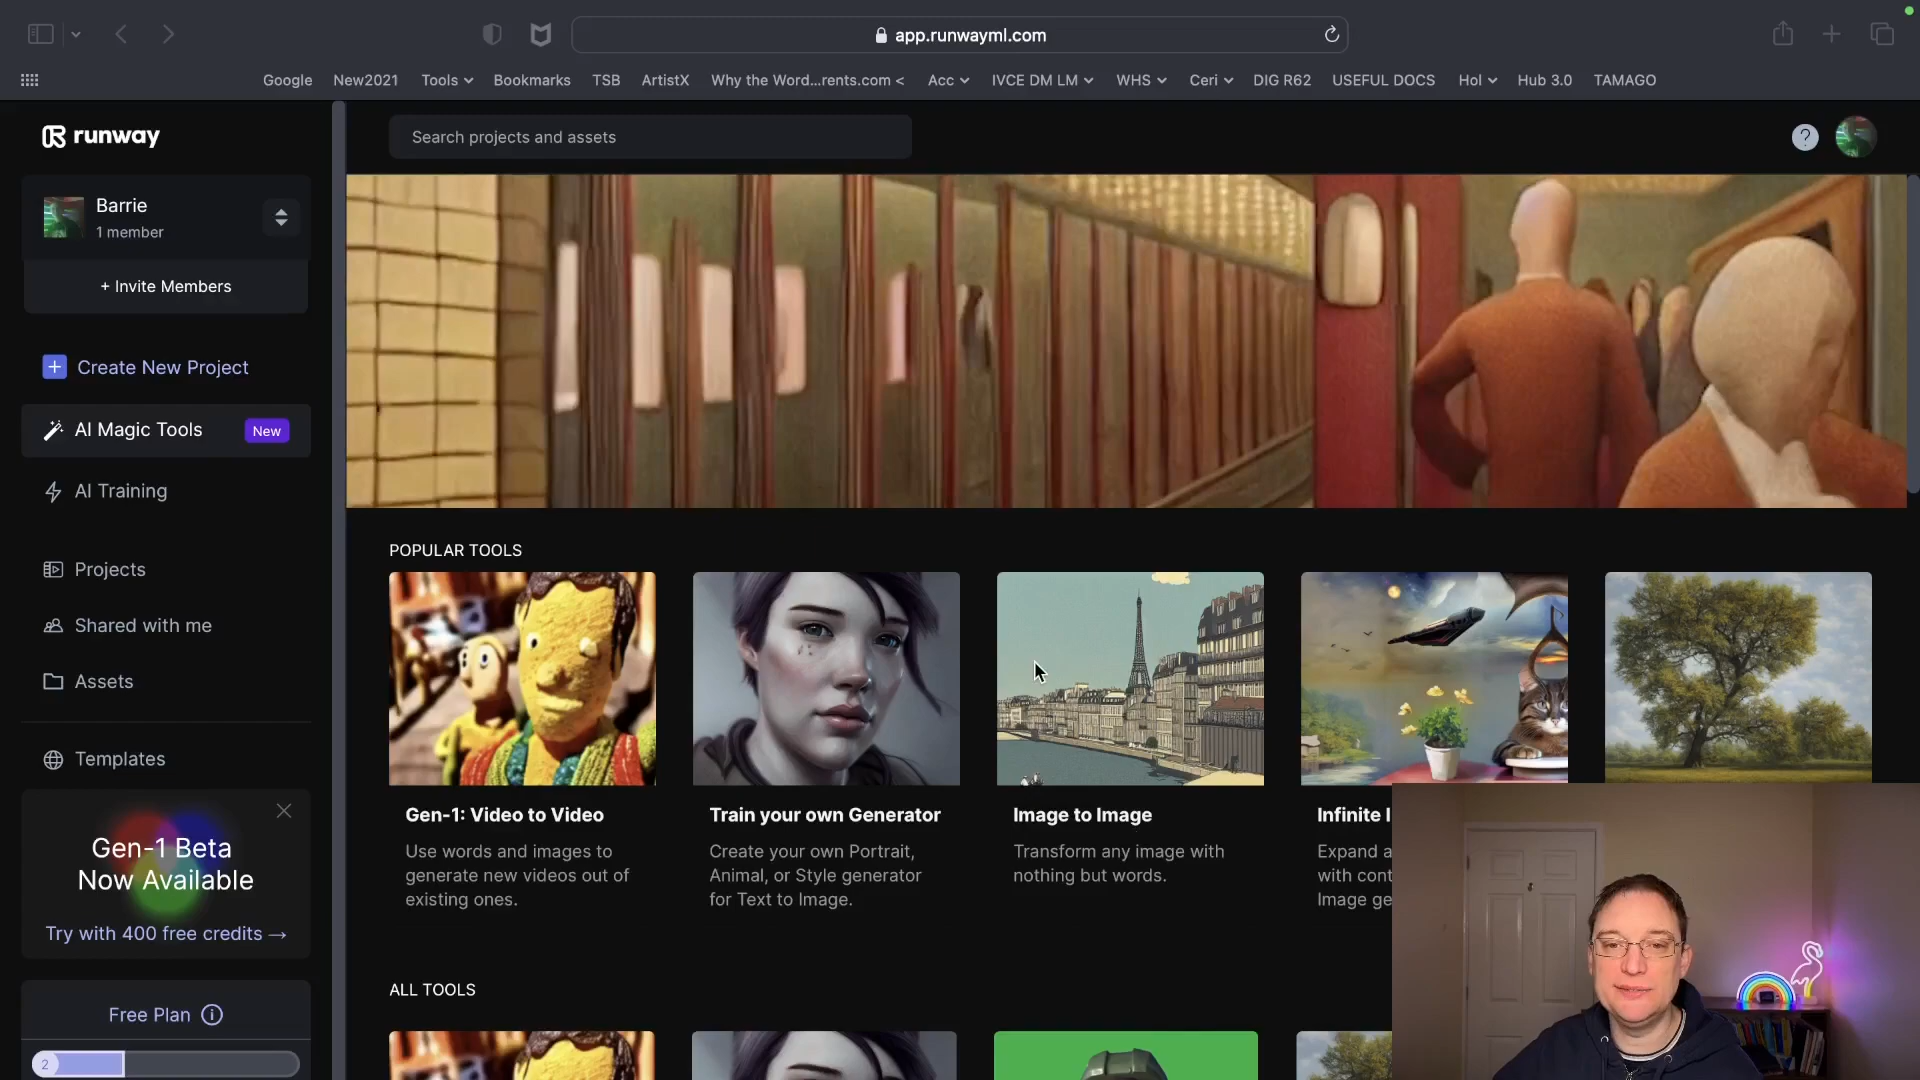 app.runwayml.com
Google New2021 Tools Bookmarks TSB ArtistX Why the Word...rents.com < Acc IVCE DM LM WHS Ceri DIG R62 USEFUL DOCS Hol Hub 3.0 TAMAGO
runway
Search projects and assets
?
Barrie
1 member
+ Invite Members
Create New Project
AI Magic Tools New
AI Training
Projects
Shared with me
Assets
Templates
Gen-1 Beta
Now Available
Try with 400 free credits →
Free Plan
2
POPULAR TOOLS
Gen-1: Video to Video
Use words and images to
generate new videos out of
existing ones.
Train your own Generator
Create your own Portrait,
Animal, or Style generator
for Text to Image.
Image to Image
Transform any image with
nothing but words.
Infinite I
Expand a
with cont
Image ge
ALL TOOLS